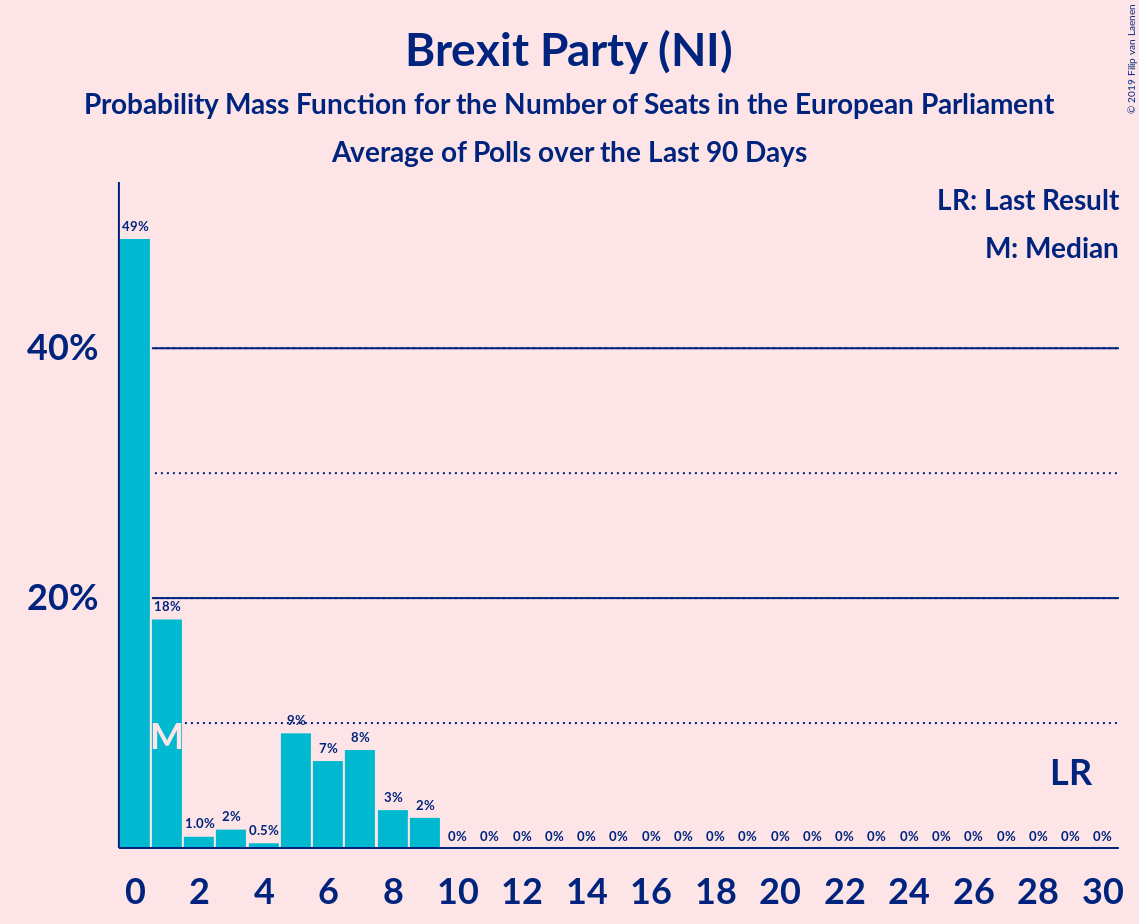 Brexit Party (NI)
Probability Mass Function for the Number of Seats in the European Parliament
Average of Polls over the Last 90 Days
© 2019 Filip van Laenen
LR: Last Result
M: Median
49%
40%
20%
18%
M
1.0%
2%
0.5%
9%
7%
8%
3%
2%
0% 0% 0% 0% 0% 0% 0% 0% 0% 0% 0% 0% 0% 0% 0% 0% 0% 0% 0% 0% 0%
LR
0 2 4 6 8 10 12 14 16 18 20 22 24 26 28 30